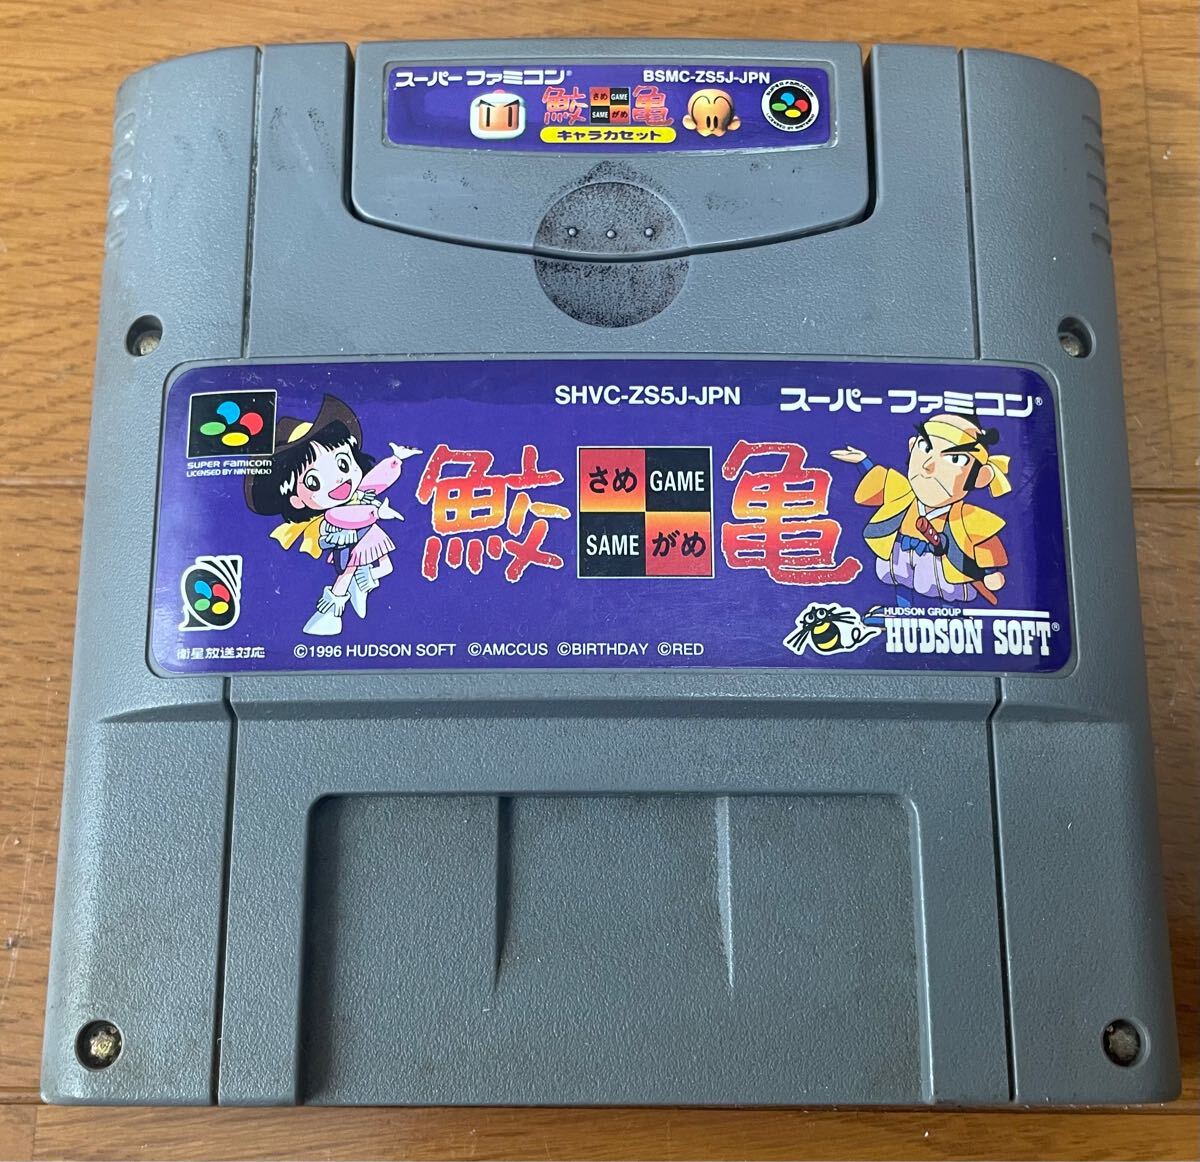 スーパーファミコン®
BSMC-ZS5J-JPN
鮫
さめ GAME
SAME がめ
亀
キャラカセット
SUPER FAMICOM
LICENSED BY NINTENDO
SHVC-ZS5J-JPN
スーパーファミコン®
SUPER FAMICOM
LICENSED BY NINTENDO
鮫
さめ GAME
SAME がめ
亀
衛星放送対応
©1996 HUDSON SOFT ©AMCCUS ©BIRTHDAY ©RED
HUDSON GROUP
HUDSON SOFT®